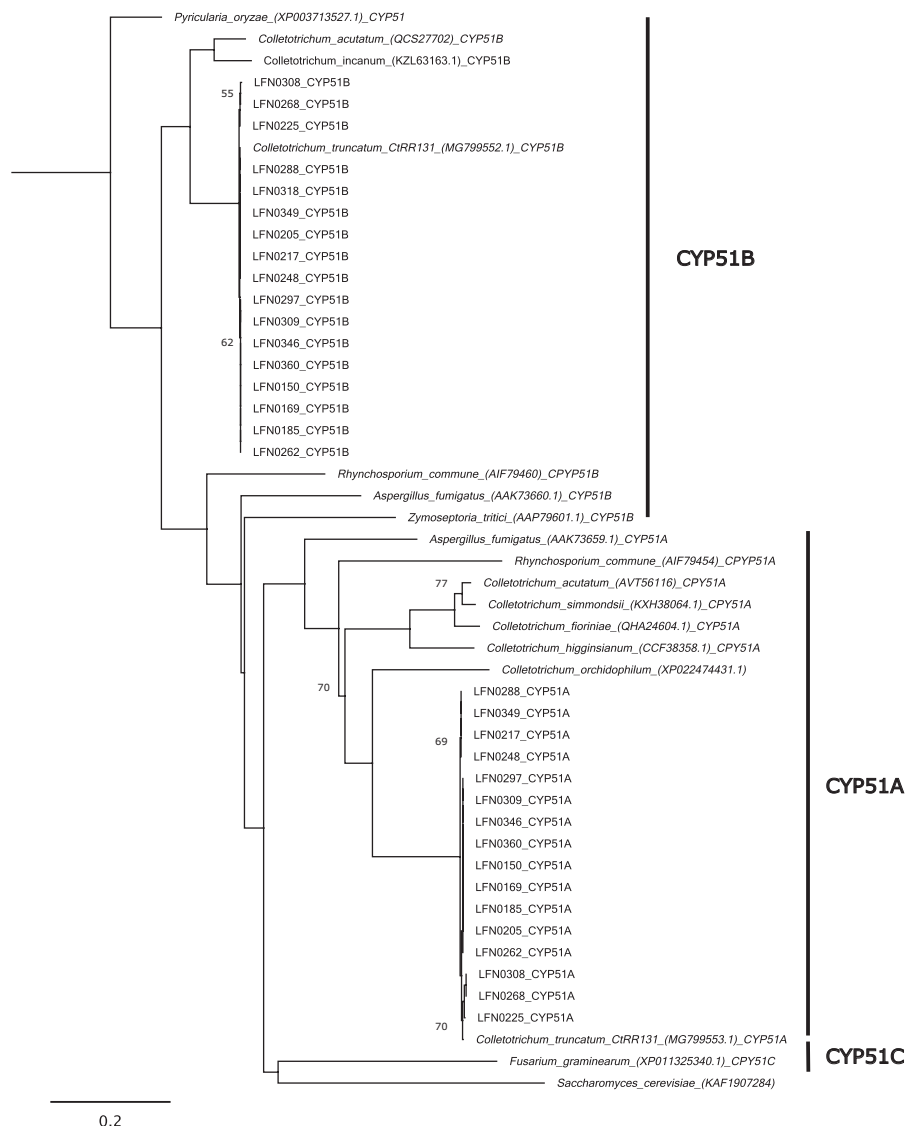 Pyricularia_oryzae_(XP003713527.1)_CYP51
Colletotrichum_acutatum_(QCS27702)_CYP51B
Colletotrichum_incanum_(KZL63163.1)_CYP51B
LFN0308_CYP51B
55
LFN0268_CYP51B
LFN0225_CYP51B
Colletotrichum_truncatum_CtRR131_(MG799552.1)_CYP51B
LFN0288_CYP51B
LFN0318_CYP51B
LFN0349_CYP51B
LFN0205_CYP51B
LFN0217_CYP51B
CYP51B
LFN0248_CYP51B
LFN0297_CYP51B
LFN0309_CYP51B
62
LFN0346_CYP51B
LFN0360_CYP51B
LFN0150_CYP51B
LFN0169_CYP51B
LFN0185_CYP51B
LFN0262_CYP51B
Rhynchosporium_commune_(AIF79460)_CPYP51B
Aspergillus_fumigatus_(AAK73660.1)_CYP51B
Zymoseptoria_tritici_(AAP79601.1)_CYP51B
Aspergillus_fumigatus_(AAK73659.1)_CYP51A
Rhynchosporium_commune_(AIF79454)_CPYP51A
77
Colletotrichum_acutatum_(AVT56116)_CPY51A
Colletotrichum_simmondsii_(KXH38064.1)_CPY51A
Colletotrichum_fioriniae_(QHA24604.1)_CYP51A
Colletotrichum_higginsianum_(CCF38358.1)_CPY51A
Colletotrichum_orchidophilum_(XP022474431.1)
70
LFN0288_CYP51A
LFN0349_CYP51A
LFN0217_CYP51A
69
LFN0248_CYP51A
LFN0297_CYP51A
CYP51A
LFN0309_CYP51A
LFN0346_CYP51A
LFN0360_CYP51A
LFN0150_CYP51A
LFN0169_CYP51A
LFN0185_CYP51A
LFN0205_CYP51A
LFN0262_CYP51A
LFN0308_CYP51A
LFN0268_CYP51A
LFN0225_CYP51A
70
Colletotrichum_truncatum_CtRR131_(MG799553.1)_CYP51A
CYP51C
Fusarium_graminearum_(XP011325340.1)_CPY51C
Saccharomyces_cerevisiae_(KAF1907284)
0.2